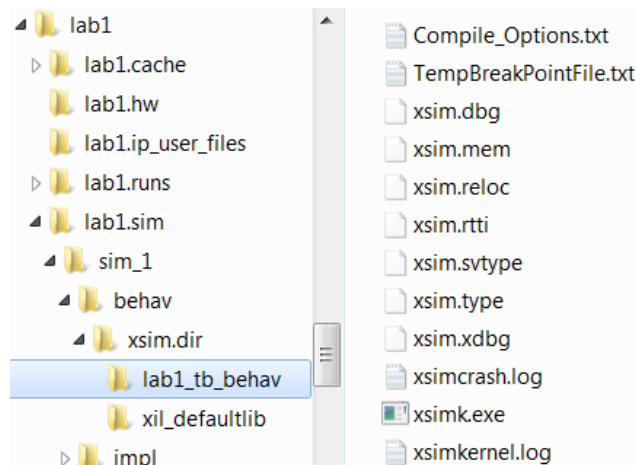 lab1
lab1.cache
lab1.hw
lab1.ip_user_files
lab1.runs
lab1.sim
sim_1
behav
xsim.dir
lab1_tb_behav
xil_defaultlib
impl
Compile_Options.txt
TempBreakPointFile.txt
xsim.dbg
xsim.mem
xsim.reloc
xsim.rtti
xsim.svtype
xsim.type
xsim.xdbg
xsimcrash.log
xsimk.exe
xsimkernel.log